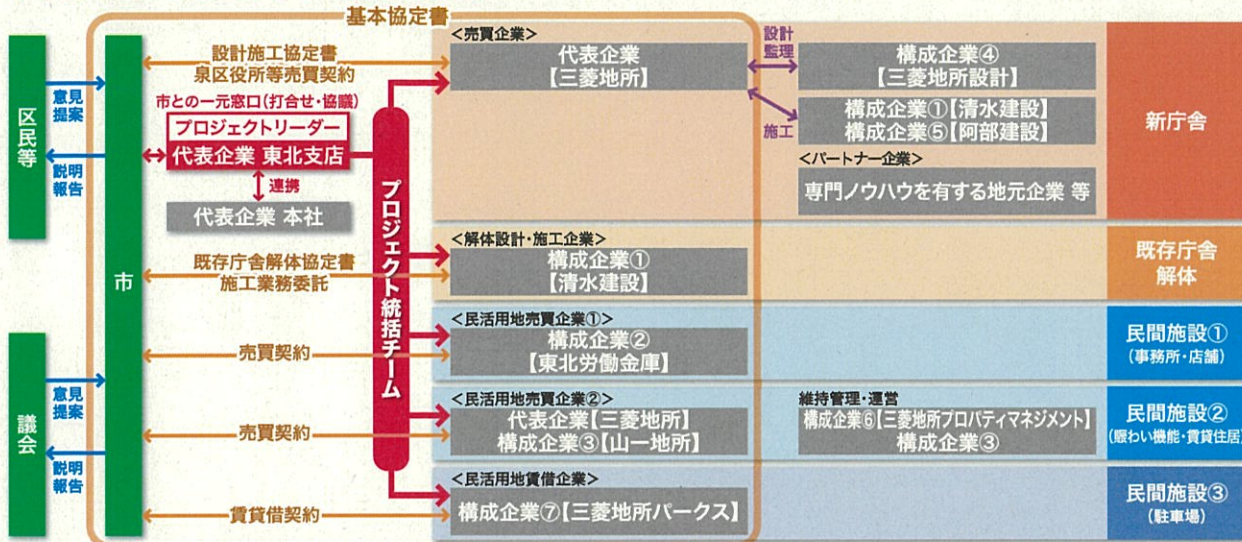 基本協定書
区民等
意見
提案
説明
報告
議会
意見
提案
説明
報告
市
設計施工協定書
泉区役所等売買契約
市との一元窓口(打合せ・協議)
プロジェクトリーダー
代表企業 東北支店
連携
代表企業 本社
既存庁舎解体協定書
施工業務委託
売買契約
売買契約
賃貸借契約
プロジェクト統括チーム
<売買企業>
代表企業
【三菱地所】
設計
監理
施工
構成企業④
【三菱地所設計】
構成企業①【清水建設】
構成企業⑤【阿部建設】
<パートナー企業>
専門ノウハウを有する地元企業 等
新庁舎
<解体設計・施工企業>
構成企業①
【清水建設】
既存庁舎
解体
<民活用地売買企業①>
構成企業②
【東北労働金庫】
民間施設①
(事務所・店舗)
<民活用地売買企業②>
代表企業【三菱地所】
構成企業③【山一地所】
維持管理・運営
構成企業⑥【三菱地所プロパティマネジメント】
構成企業③
民間施設②
(賑わい機能・賃貸住居)
<民活用地賃借企業>
構成企業⑦【三菱地所パークス】
民間施設③
(駐車場)